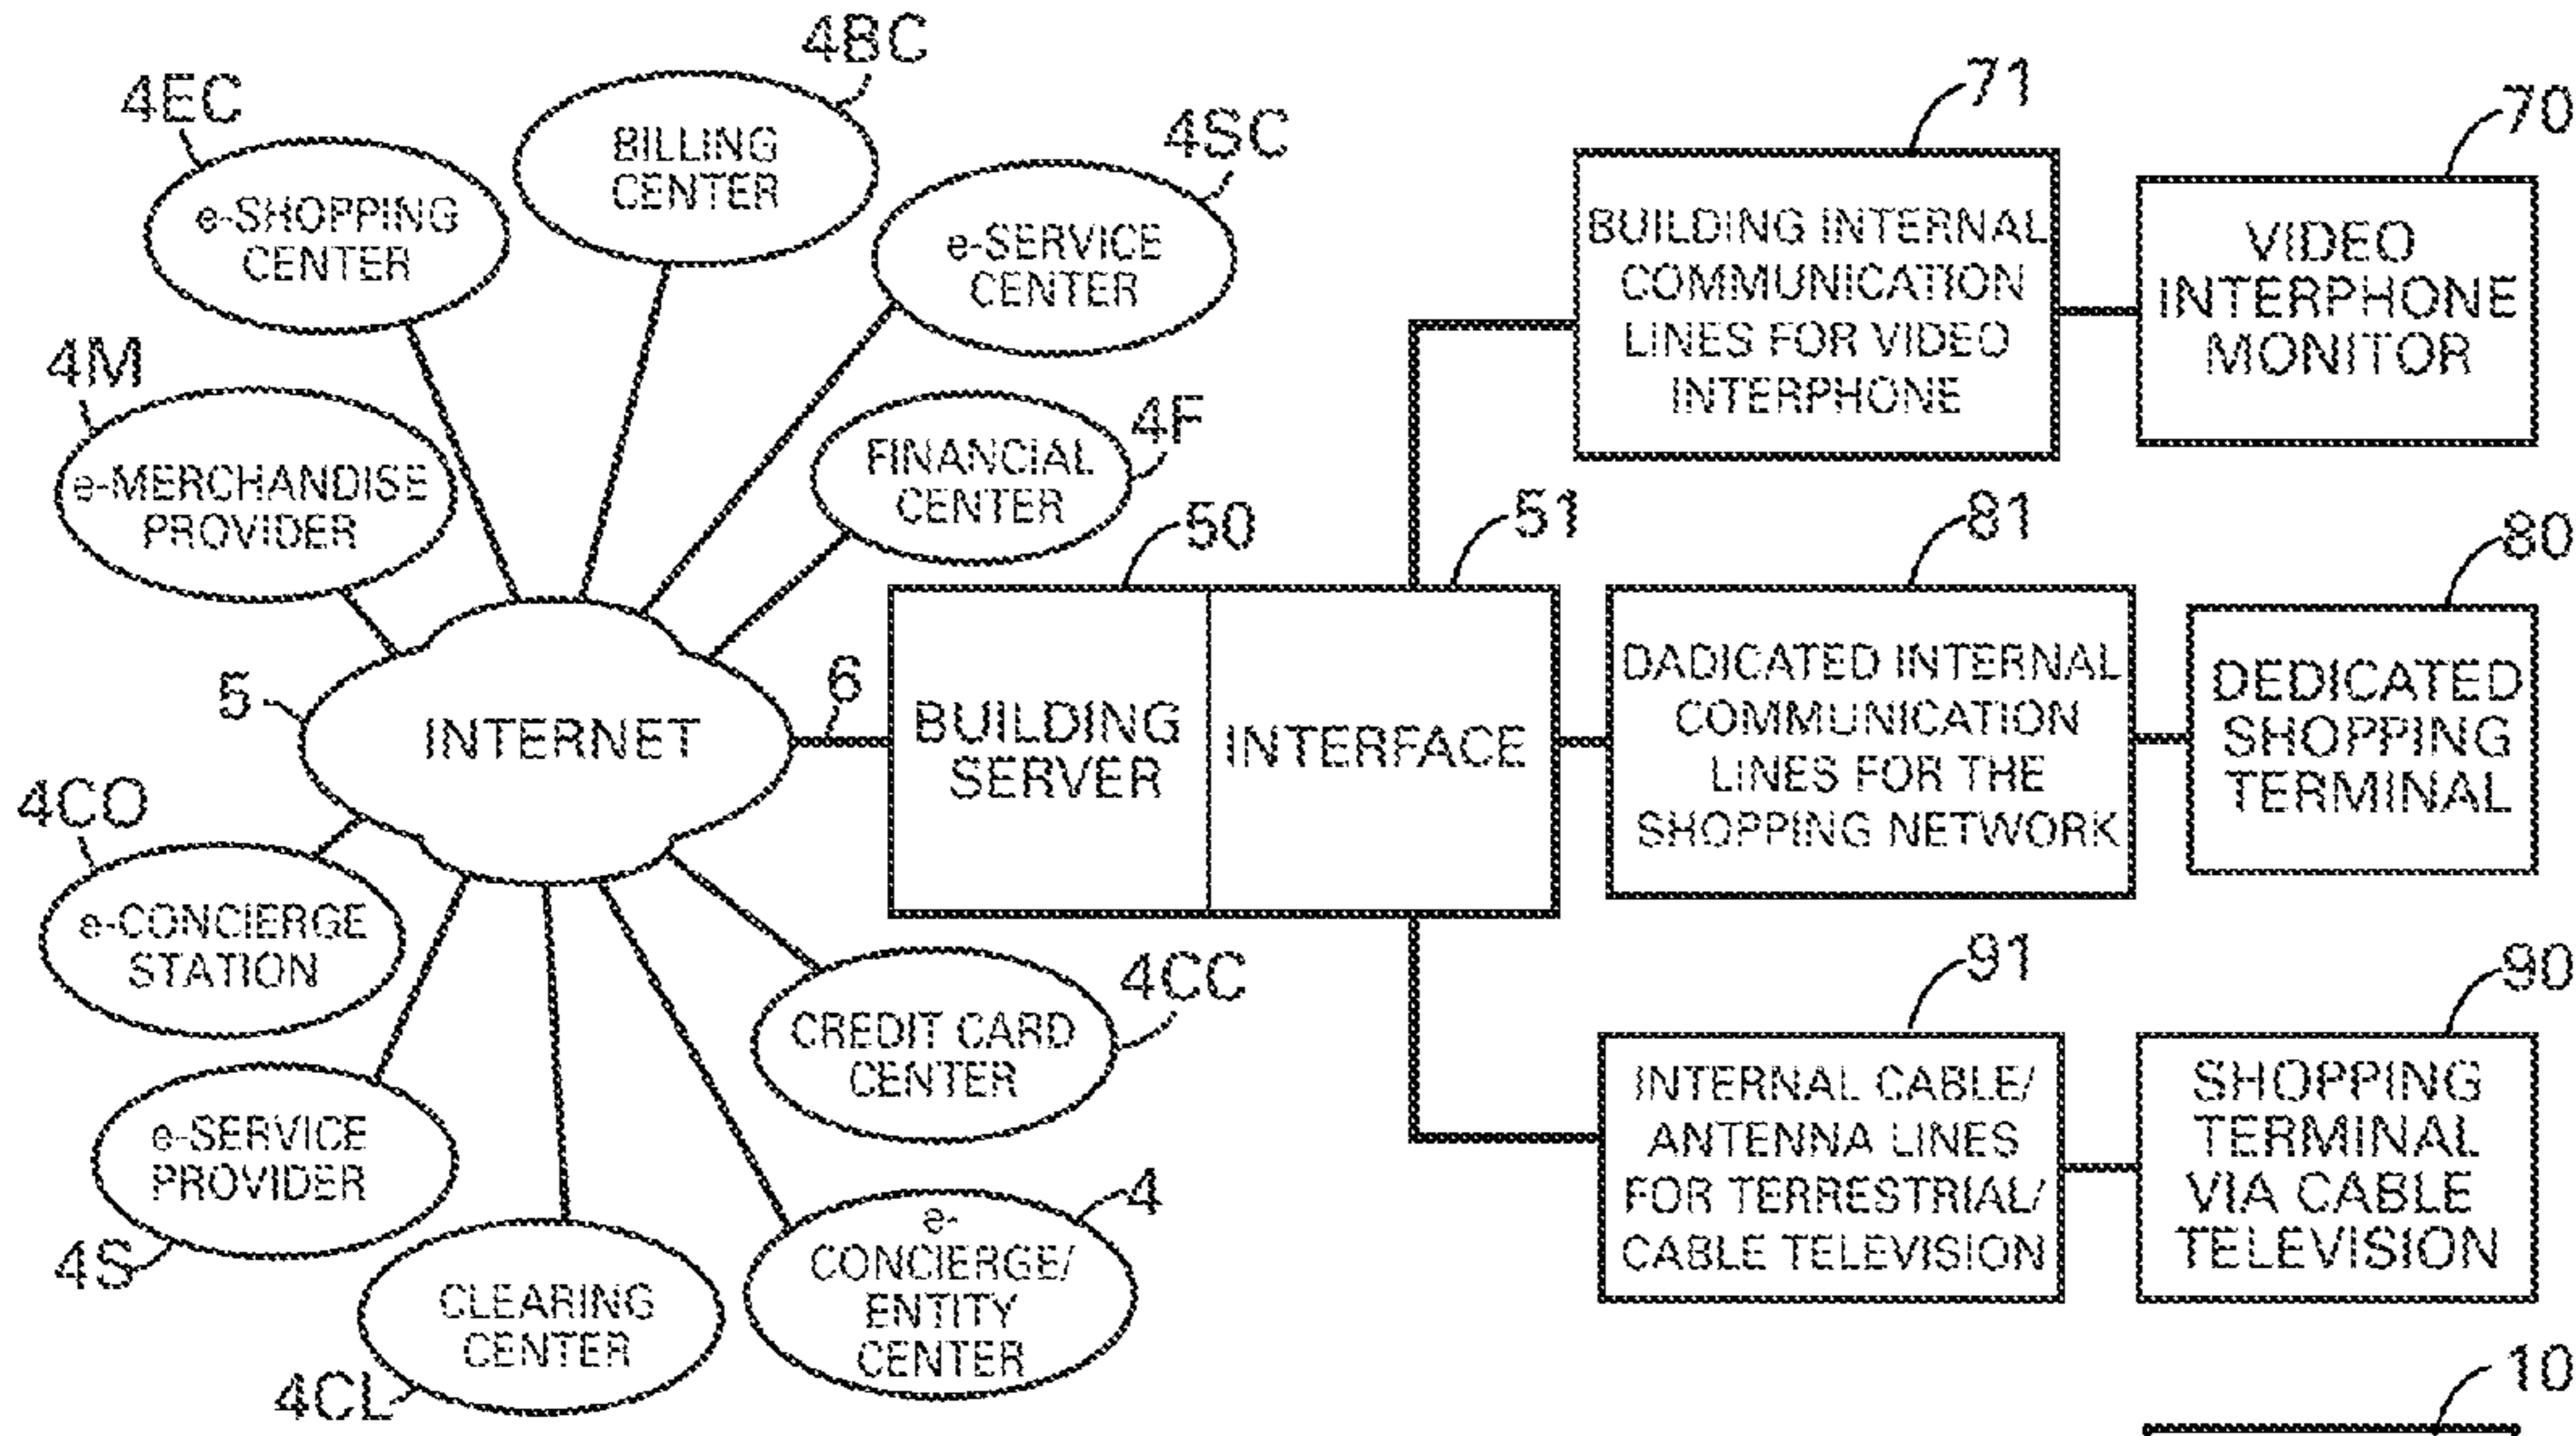 4BC
4EC
BILLING
CENTER
4SC
e-SHOPPING
CENTER
e-SERVICE
CENTER
4M
e-MERCHANDISE
PROVIDER
4F
FINANCIAL
CENTER
5
INTERNET
6
50
BUILDING
SERVER
51
INTERFACE
4CO
e-CONCIERGE
STATION
4CC
CREDIT CARD
CENTER
e-SERVICE
PROVIDER
4S
4
e-
CONCIERGE/
ENTITY
CENTER
CLEARING
CENTER
4CL
71
BUILDING INTERNAL
COMMUNICATION
LINES FOR VIDEO
INTERPHONE
70
VIDEO
INTERPHONE
MONITOR
81
DADICATED INTERNAL
COMMUNICATION
LINES FOR THE
SHOPPING NETWORK
80
DEDICATED
SHOPPING
TERMINAL
91
INTERNAL CABLE/
ANTENNA LINES
FOR TERRESTRIAL/
CABLE TELEVISION
90
SHOPPING
TERMINAL
VIA CABLE
TELEVISION
10